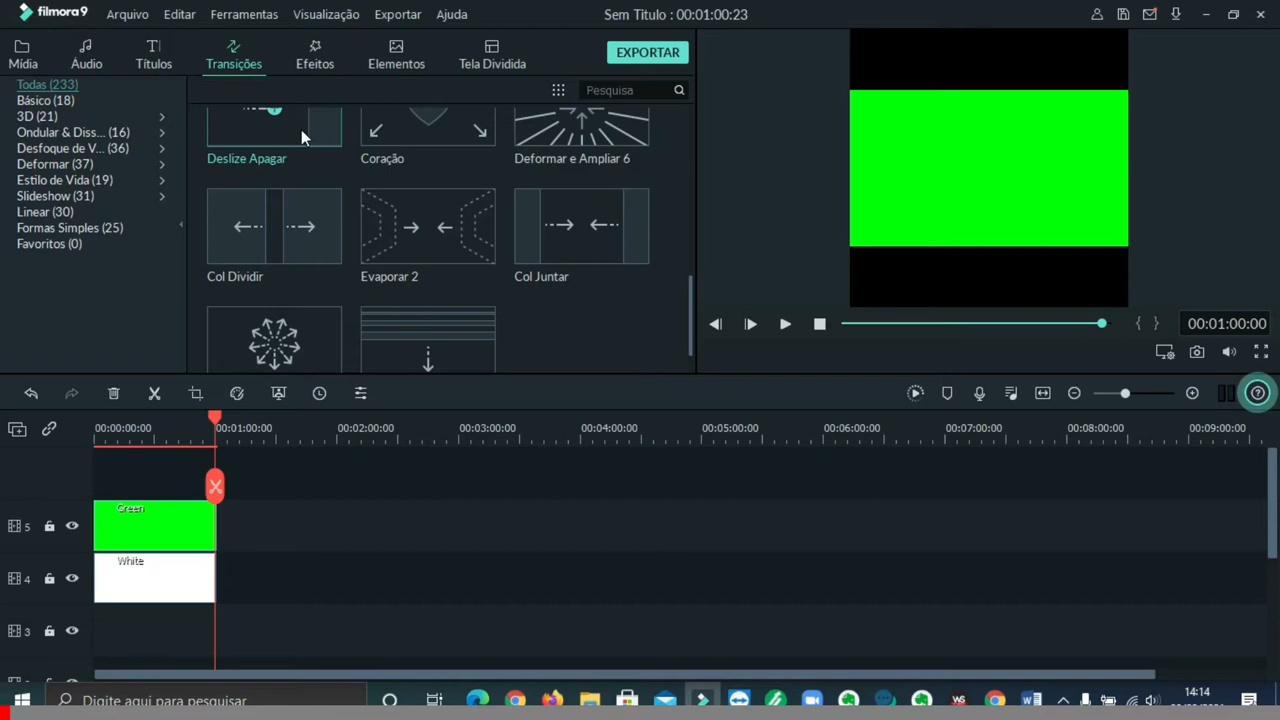 filmora9 Arquivo Editar Ferramentas Visualização Exportar Ajuda Sem Titulo : 00:01:00:23
Mídia Áudio Títulos Transições Efeitos Elementos Tela Dividida EXPORTAR
Todas (233)
Básico (18)
3D (21)
Ondular & Diss... (16)
Desfoque de V... (36)
Deformar (37)
Estilo de Vida (19)
Slideshow (31)
Linear (30)
Formas Simples (25)
Favoritos (0)
Pesquisa
Deslize Apagar Coração Deformar e Ampliar 6
Col Dividir Evaporar 2 Col Juntar
00:01:00:00
00:00:00:00 00:01:00:00 00:02:00:00 00:03:00:00 00:04:00:00 00:05:00:00 00:06:00:00 00:07:00:00 00:08:00:00 00:09:00:00
5 Green
4 White
3
Digite aqui para pesquisar
14:14